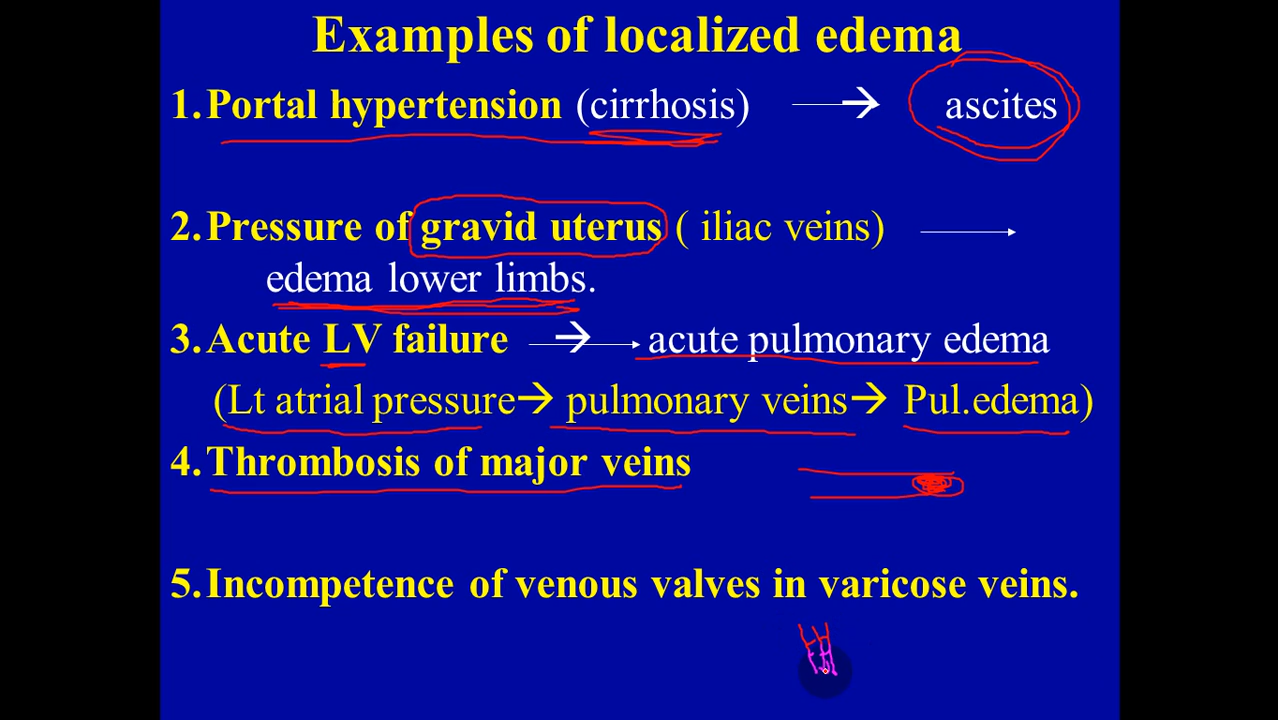 Examples of localized edema
1. Portal hypertension (cirrhosis) → ascites
2. Pressure of gravid uterus ( iliac veins)
edema lower limbs.
3. Acute LV failure → acute pulmonary edema
(Lt atrial pressure→ pulmonary veins→ Pul.edema)
4. Thrombosis of major veins
5. Incompetence of venous valves in varicose veins.